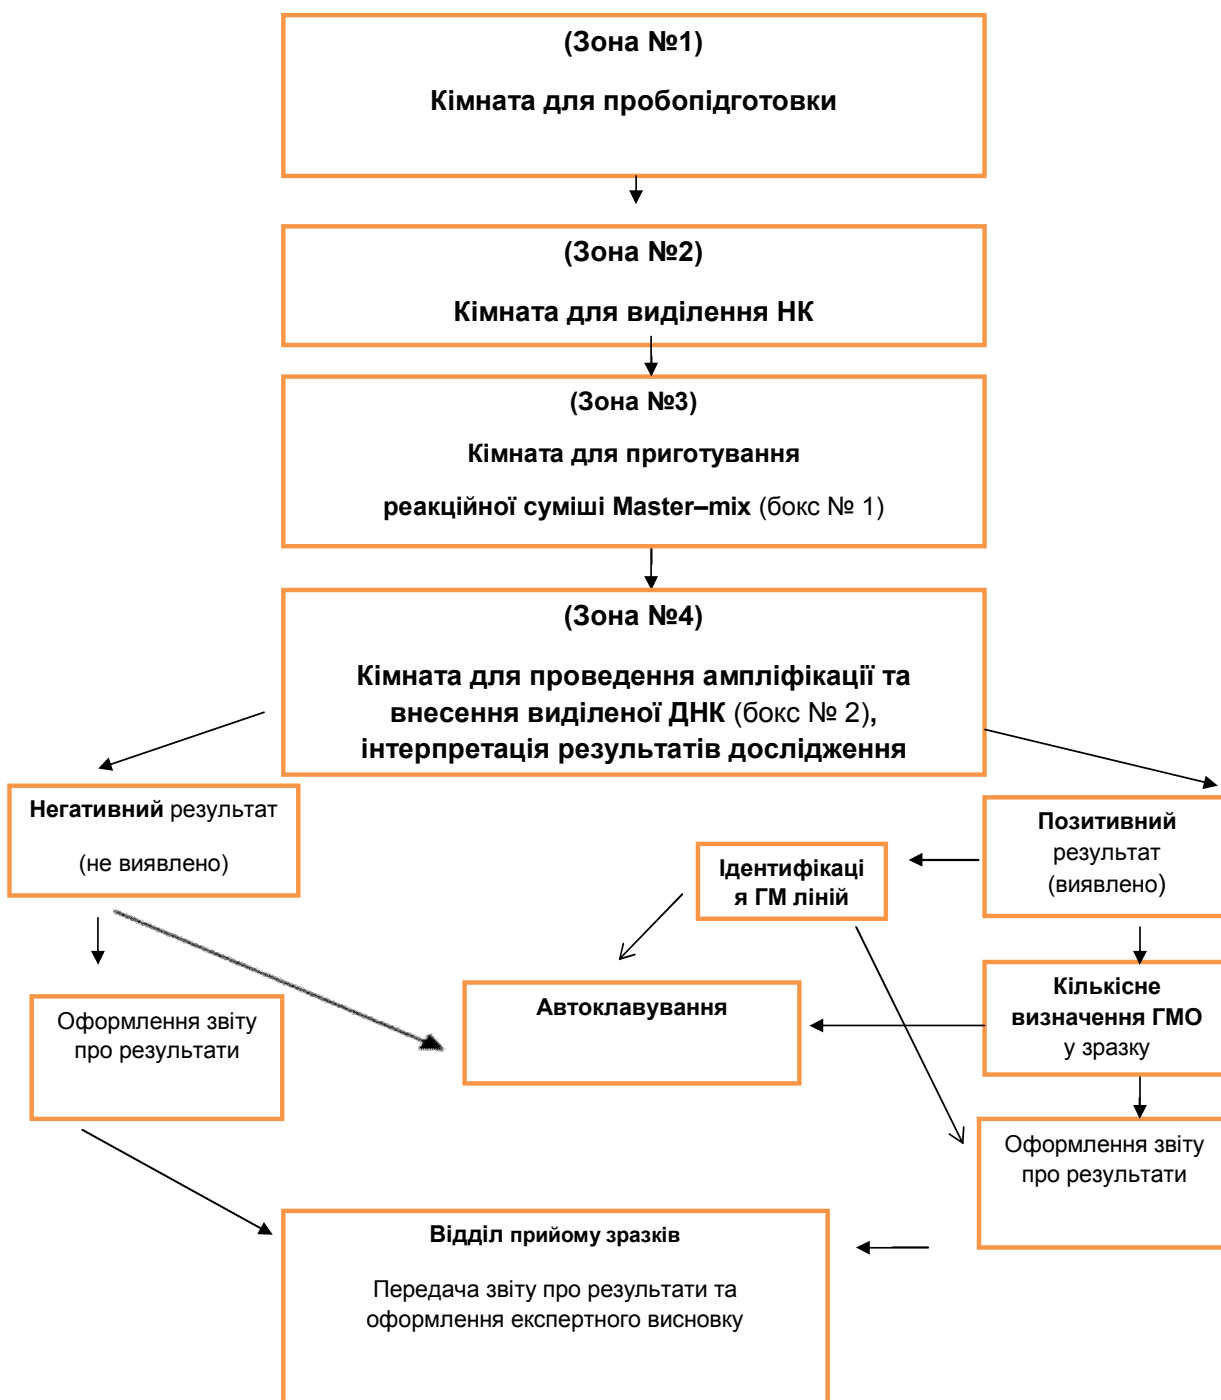 (Зона №1)
Кімната для пробопідготовки
(Зона №2)
Кімната для виділення НК
(Зона №3)
Кімната для приготування
реакційної суміші Master–mix (бокс № 1)
(Зона №4)
Кімната для проведення ампліфікації та
внесення виділеної ДНК (бокс № 2),
інтерпретація результатів дослідження
Негативний результат
(не виявлено)
Позитивний
результат
(виявлено)
Ідентифікаці
я ГМ ліній
Оформлення звіту
про результати
Автоклавування
Кількісне
визначення ГМО
у зразку
Оформлення звіту
про результати
Відділ прийому зразків
Передача звіту про результати та
оформлення експертного висновку